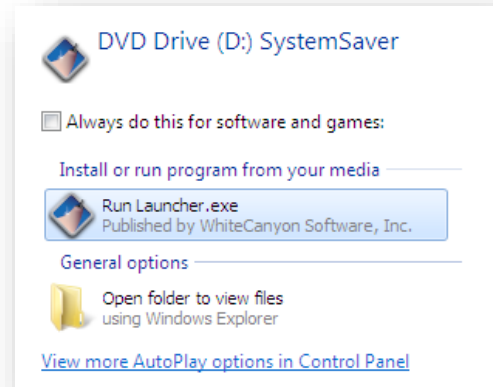 DVD Drive (D:) SystemSaver
Always do this for software and games:
Install or run program from your media
Run Launcher.exe
Published by WhiteCanyon Software, Inc.
General options
Open folder to view files
using Windows Explorer
View more AutoPlay options in Control Panel